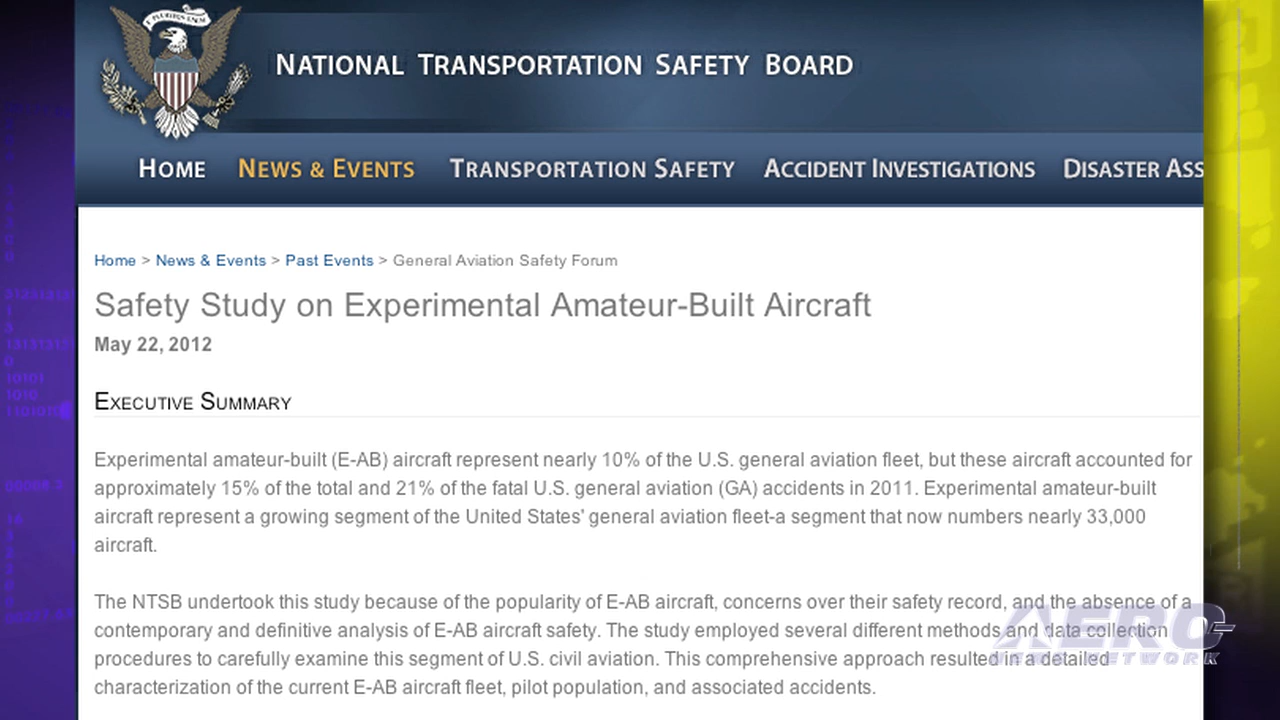 NATIONAL TRANSPORTATION SAFETY BOARD
HOME NEWS & EVENTS TRANSPORTATION SAFETY ACCIDENT INVESTIGATIONS DISASTER ASS
Home > News & Events > Past Events > General Aviation Safety Forum
Safety Study on Experimental Amateur-Built Aircraft
May 22, 2012
EXECUTIVE SUMMARY
Experimental amateur-built (E-AB) aircraft represent nearly 10% of the U.S. general aviation fleet, but these aircraft accounted for
approximately 15% of the total and 21% of the fatal U.S. general aviation (GA) accidents in 2011. Experimental amateur-built
aircraft represent a growing segment of the United States' general aviation fleet-a segment that now numbers nearly 33,000
aircraft.
The NTSB undertook this study because of the popularity of E-AB aircraft, concerns over their safety record, and the absence of a
contemporary and definitive analysis of E-AB aircraft safety. The study employed several different methods and data collection
procedures to carefully examine this segment of U.S. civil aviation. This comprehensive approach resulted in a detailed
characterization of the current E-AB aircraft fleet, pilot population, and associated accidents.
AERO
NETWORK
10101
1010